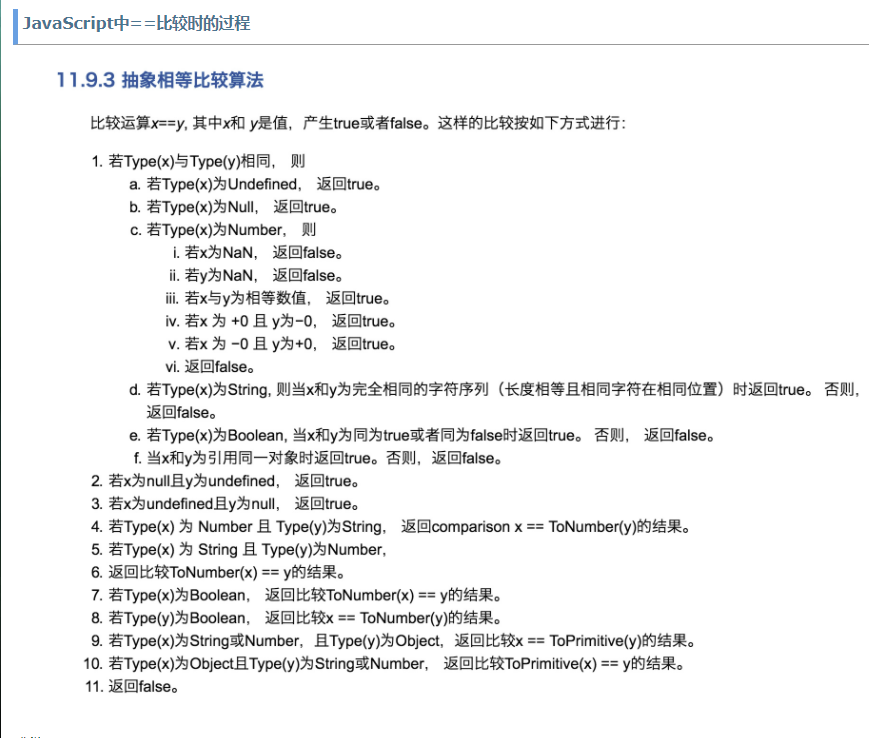 JavaScript中==比较时的过程
11.9.3 抽象相等比较算法
比较运算x==y, 其中x和 y是值，产生true或者false。这样的比较按如下方式进行：
1. 若Type(x)与Type(y)相同， 则
a. 若Type(x)为Undefined， 返回true。
b. 若Type(x)为Null， 返回true。
c. 若Type(x)为Number， 则
i. 若x为NaN， 返回false。
ii. 若y为NaN， 返回false。
iii. 若x与y为相等数值， 返回true。
iv. 若x 为 +0 且 y为−0， 返回true。
v. 若x 为 −0 且 y为+0， 返回true。
vi. 返回false。
d. 若Type(x)为String, 则当x和y为完全相同的字符序列（长度相等且相同字符在相同位置）时返回true。 否则，
返回false。
e. 若Type(x)为Boolean, 当x和y为同为true或者同为false时返回true。 否则， 返回false。
f. 当x和y为引用同一对象时返回true。否则，返回false。
2. 若x为null且y为undefined， 返回true。
3. 若x为undefined且y为null， 返回true。
4. 若Type(x) 为 Number 且 Type(y)为String， 返回comparison x == ToNumber(y)的结果。
5. 若Type(x) 为 String 且 Type(y)为Number，
6. 返回比较ToNumber(x) == y的结果。
7. 若Type(x)为Boolean， 返回比较ToNumber(x) == y的结果。
8. 若Type(y)为Boolean， 返回比较x == ToNumber(y)的结果。
9. 若Type(x)为String或Number，且Type(y)为Object，返回比较x == ToPrimitive(y)的结果。
10. 若Type(x)为Object且Type(y)为String或Number， 返回比较ToPrimitive(x) == y的结果。
11. 返回false。